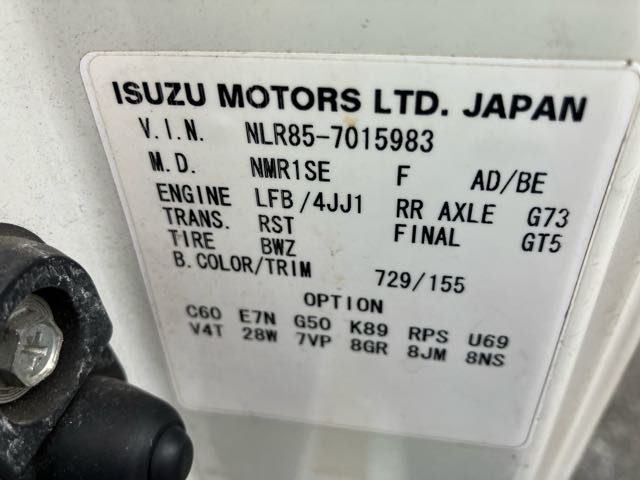 ISUZU MOTORS LTD. JAPAN
V.I.N. NLR85-7015983
M.D. NMR1SE F AD/BE
ENGINE LFB/4JJ1 RR AXLE G73
TRANS. RST FINAL GT5
TIRE BWZ
B.COLOR/TRIM 729/155
OPTION
C60 E7N G50 K89 RPS U69
V4T 28W 7VP 8GR 8JM 8NS